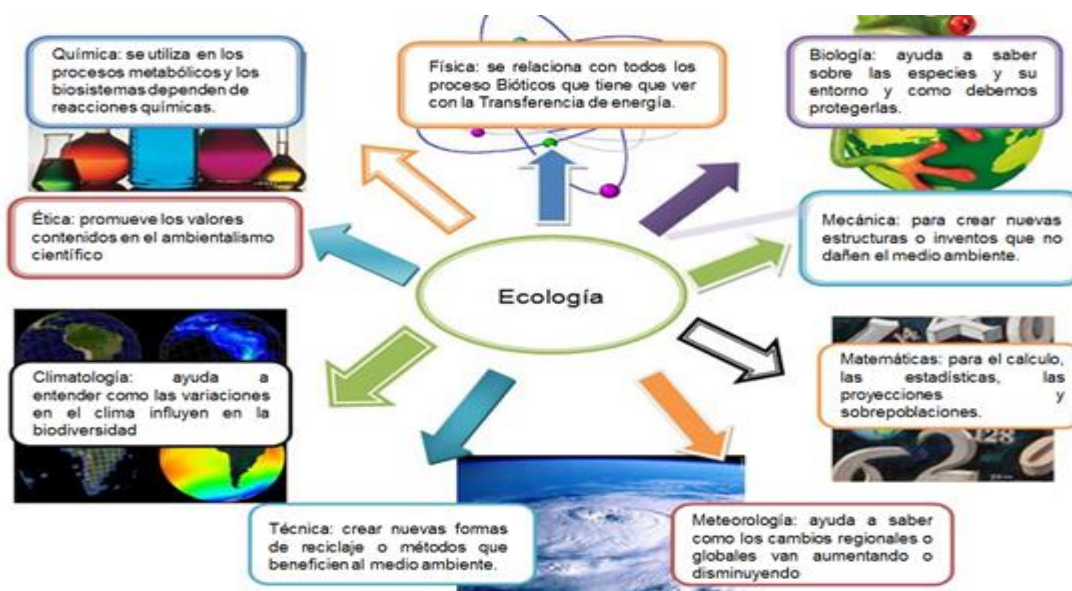 Química: se utiliza en los
procesos metabólicos y los
biosistemas dependen de
reacciones químicas.
Física: se relaciona con todos los
proceso Bióticos que tiene que ver
con la Transferencia de energía.
Biología: ayuda a saber
sobre las especies y su
entorno y como debemos
protegerlas.
Ética: promueve los valores
contenidos en el ambientalismo
científico
Mecánica: para crear nuevas
estructuras o inventos que no
dañen el medio ambiente.
Ecología
Climatología: ayuda a
entender como las variaciones
en el clima influyen en la
biodiversidad
Matemáticas: para el calculo,
las estadísticas, las
proyecciones y
sobrepoblaciones.
Técnica: crear nuevas formas
de reciclaje o métodos que
benefician al medio ambiente.
Meteorología: ayuda a saber
como los cambios regionales o
globales van aumentando o
disminuyendo